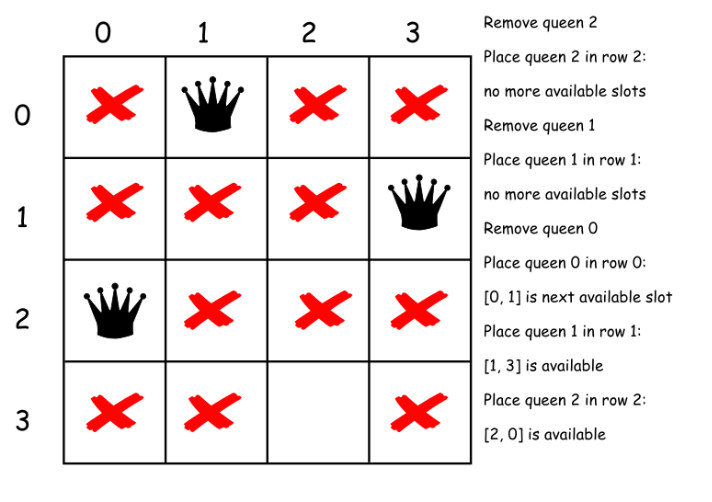 0 1 2 3
0
1
2
3
Remove queen 2
Place queen 2 in row 2:
no more available slots
Remove queen 1
Place queen 1 in row 1:
no more available slots
Remove queen 0
Place queen 0 in row 0:
[0, 1] is next available slot
Place queen 1 in row 1:
[1, 3] is available
Place queen 2 in row 2:
[2, 0] is available